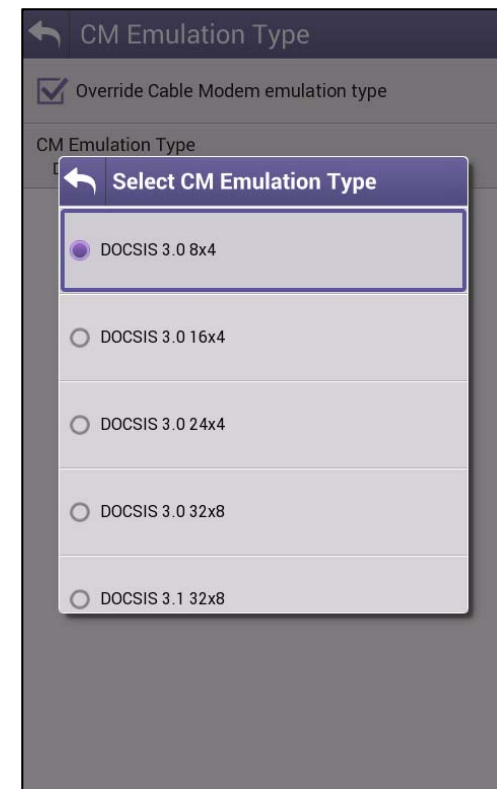 CM Emulation Type
Override Cable Modem emulation type
CM Emulation Type
Select CM Emulation Type
DOCSIS 3.0 8x4
DOCSIS 3.0 16x4
DOCSIS 3.0 24x4
DOCSIS 3.0 32x8
DOCSIS 3.1 32x8